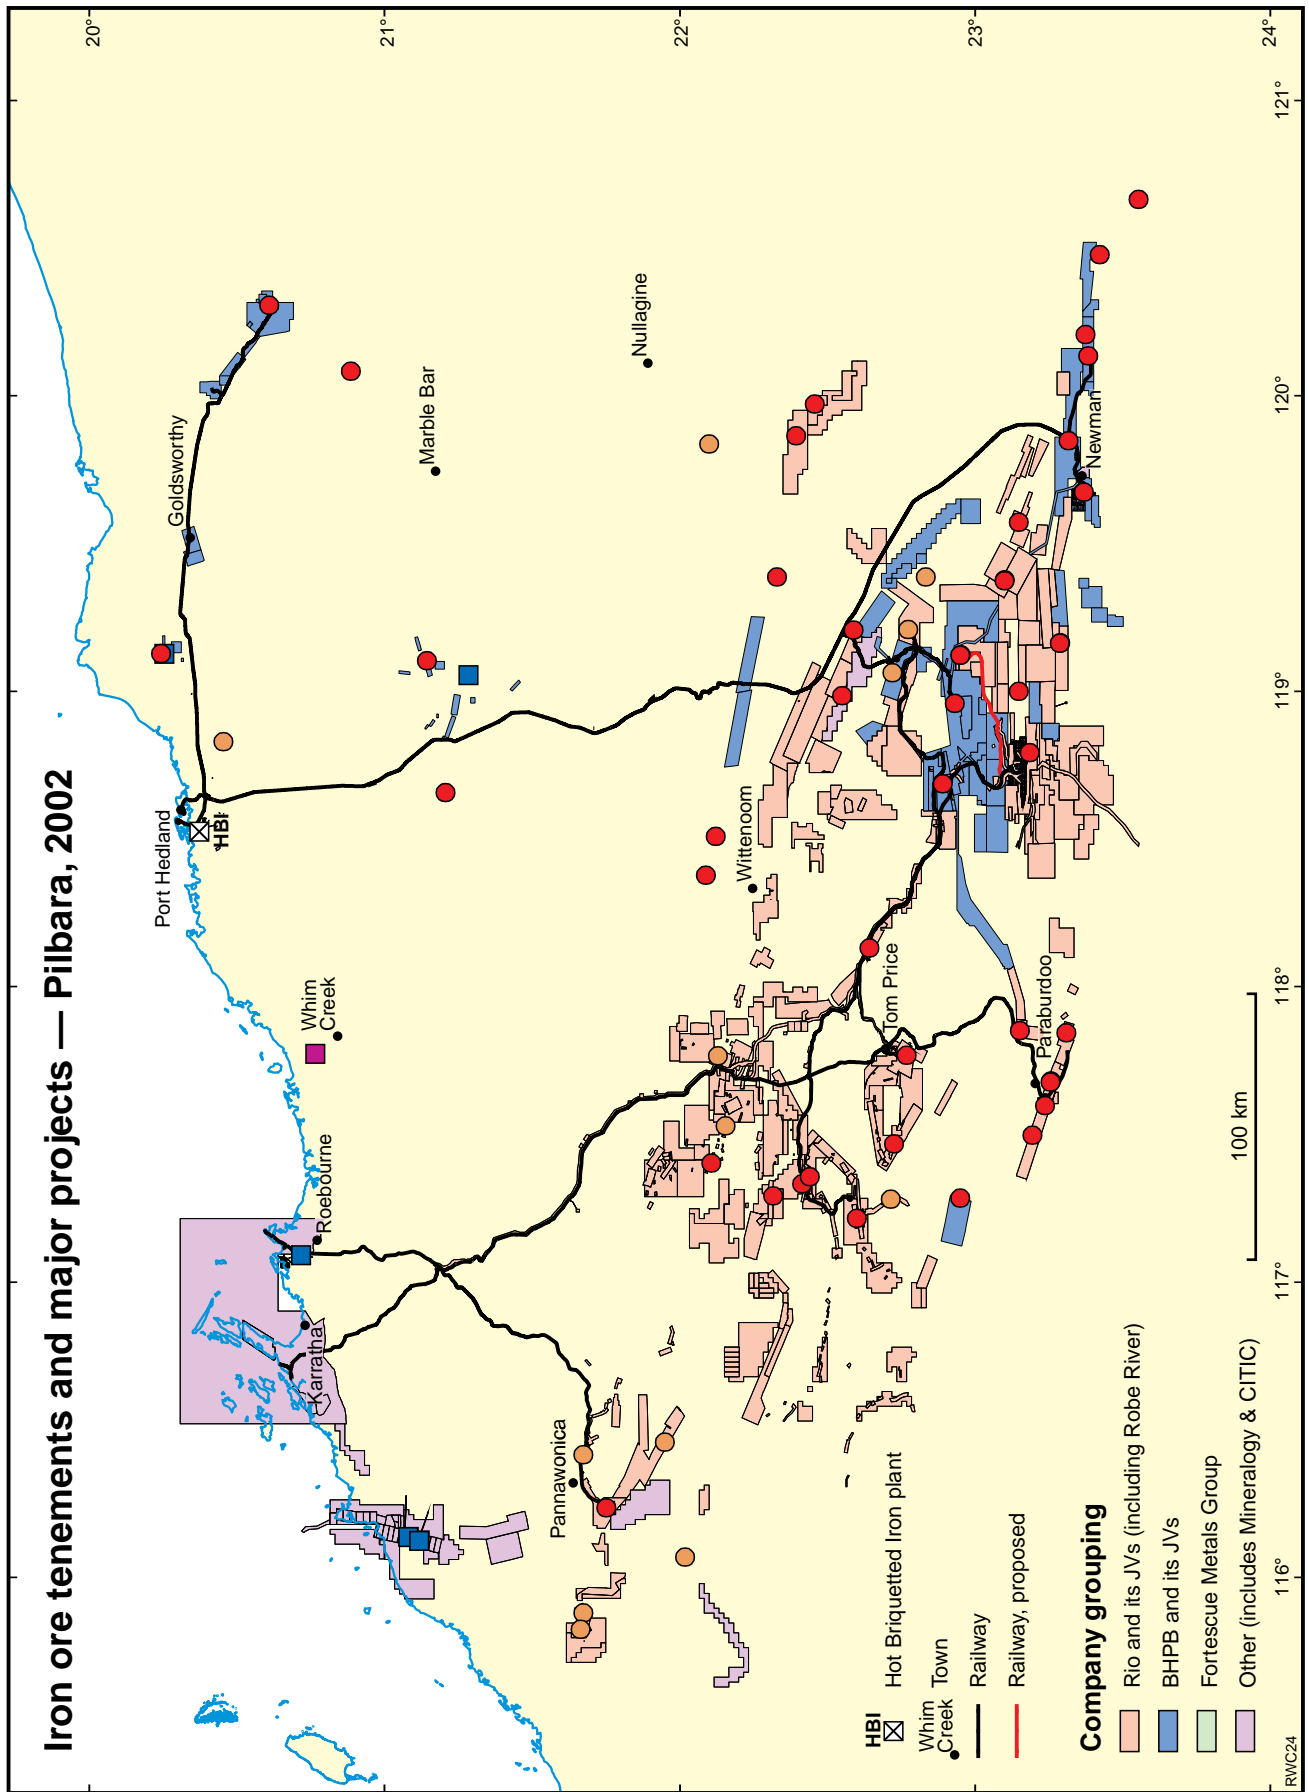 Iron ore tenements and major projects — Pilbara, 2002
20°
21°
22°
23°
24°
116°
117°
118°
119°
120°
121°
Port Hedland
HBI
Goldsworthy
Marble Bar
Nullagine
Whim
Creek
Roebourne
Karratha
Wittenoom
Pannawonica
Tom Price
Paraburdoo
Newman
100 km
HBI
Hot Briquetted Iron plant
Whim
Creek
Town
Railway
Railway, proposed
Company grouping
Rio and its JVs (including Robe River)
BHPB and its JVs
Fortescue Metals Group
Other (includes Mineralogy & CITIC)
RWC24